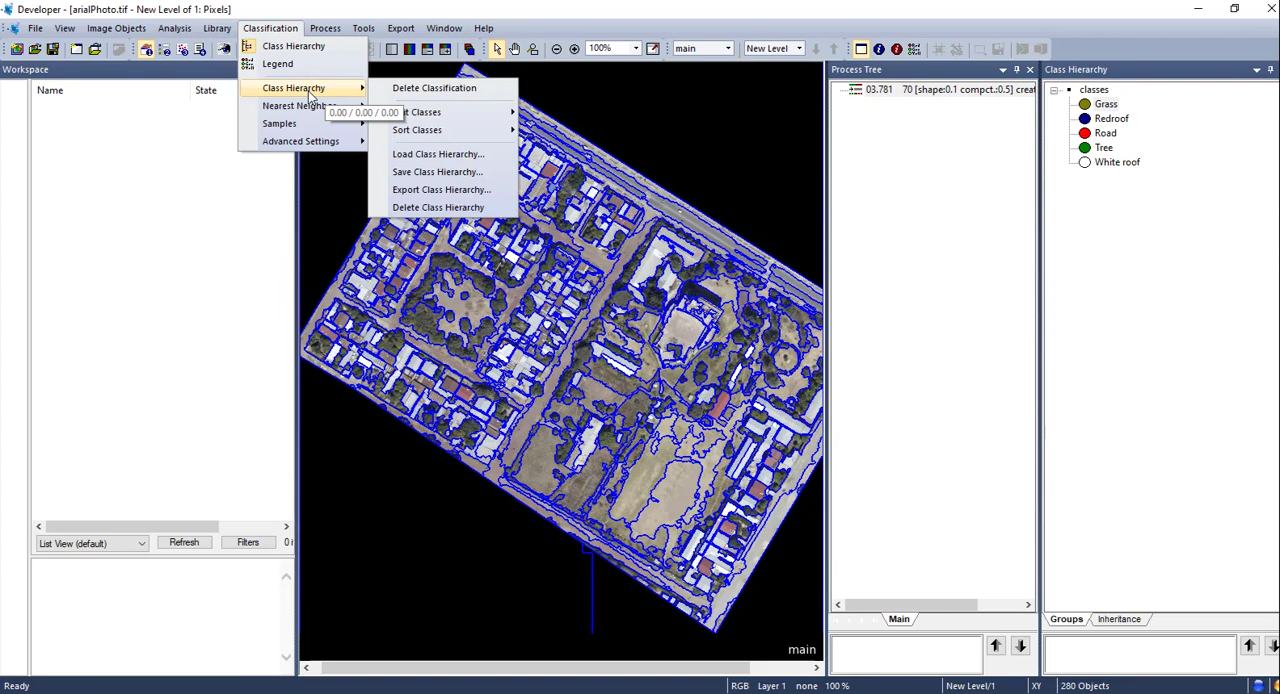 Developer - [arialPhoto.tif - New Level of 1: Pixels]
File View Image Objects Analysis Library Classification Process Tools Export Window Help
100% main New Level
Workspace
Name State
Class Hierarchy
Legend
Class Hierarchy
Nearest Neighbo
Samples
Advanced Settings
0.00 / 0.00 / 0.00
Delete Classification
Classes
Sort Classes
Load Class Hierarchy...
Save Class Hierarchy...
Export Class Hierarchy...
Delete Class Hierarchy
Process Tree
03.781 70 [shape:0.1 compct.:0.5] creat
Class Hierarchy
classes
Grass
Redroof
Road
Tree
White roof
List View (default) Refresh Filters 0 i
main
Main
Groups Inheritance
Ready RGB Layer 1 none 100 % New Level/1 XY 280 Objects